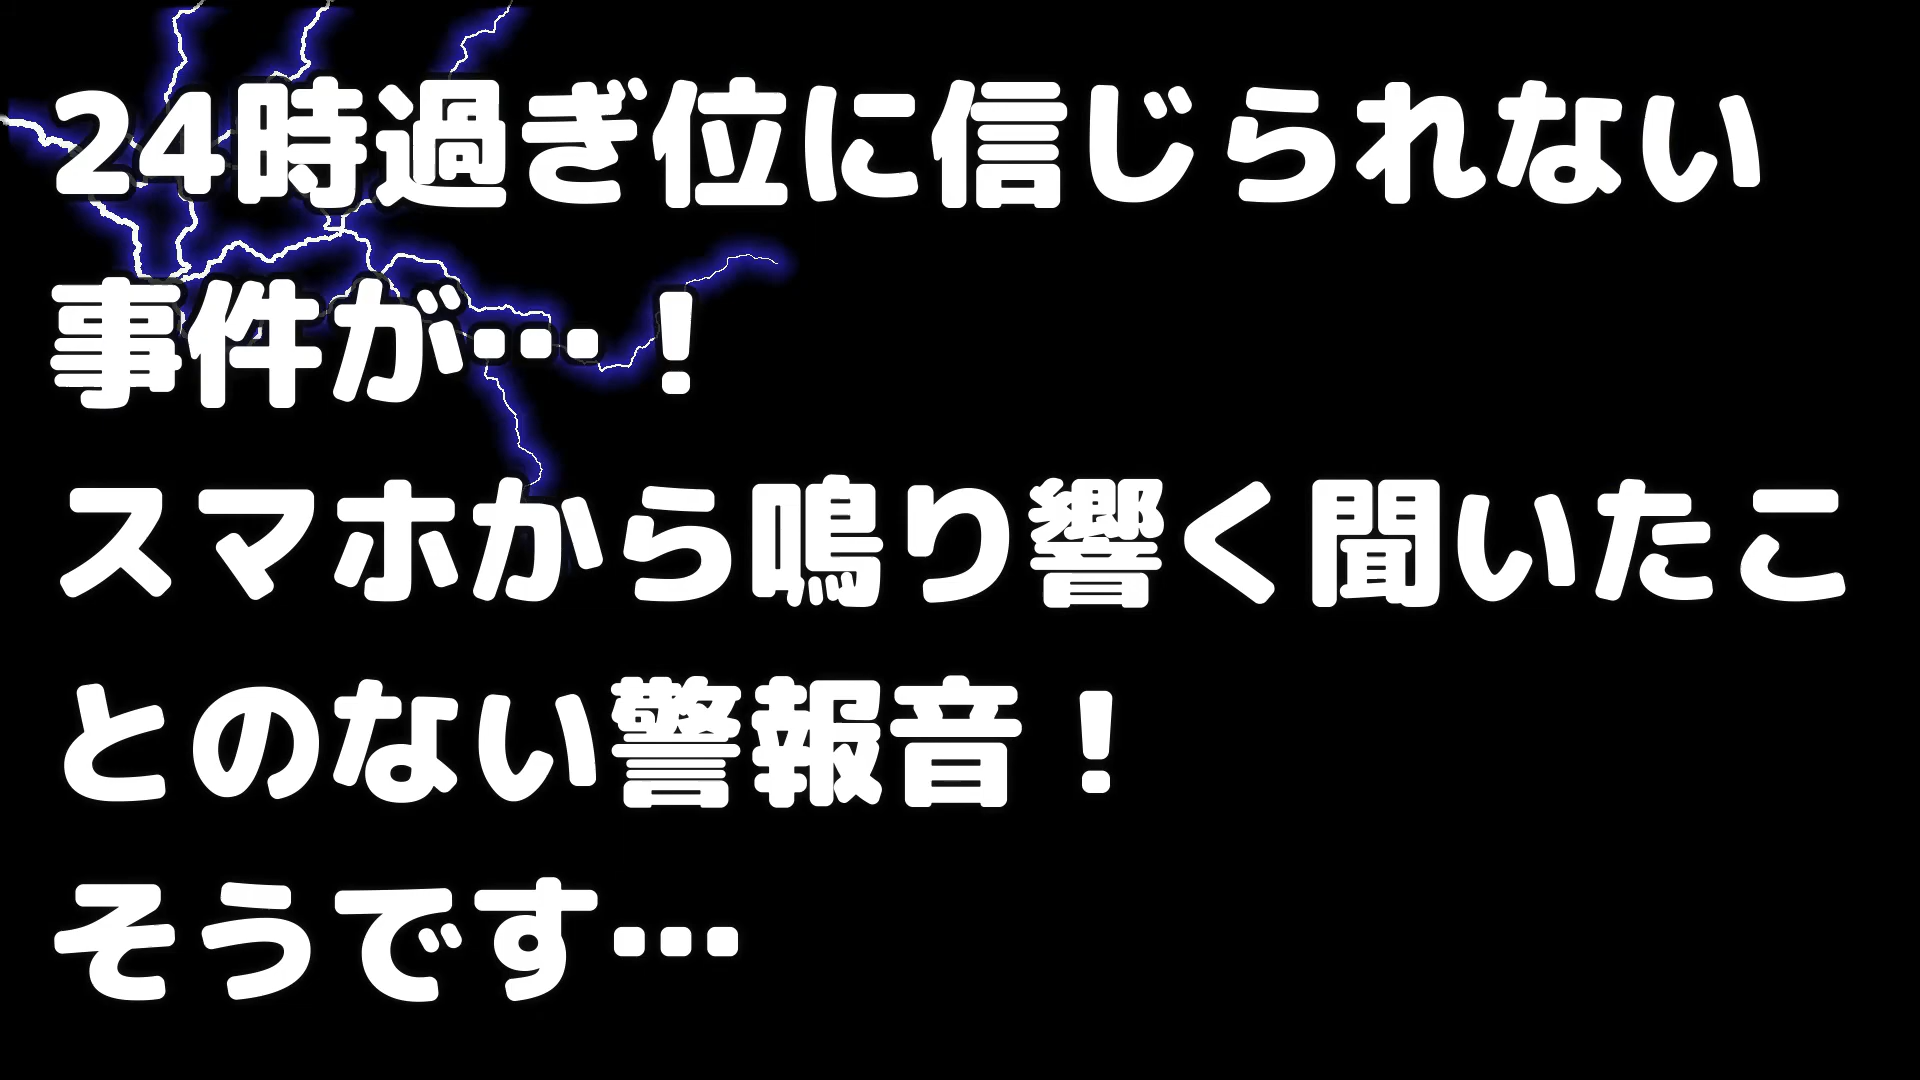 24時過ぎ位に信じられない
事件が…！
スマホから鳴り響く聞いたこ
とのない警報音！
そうです…